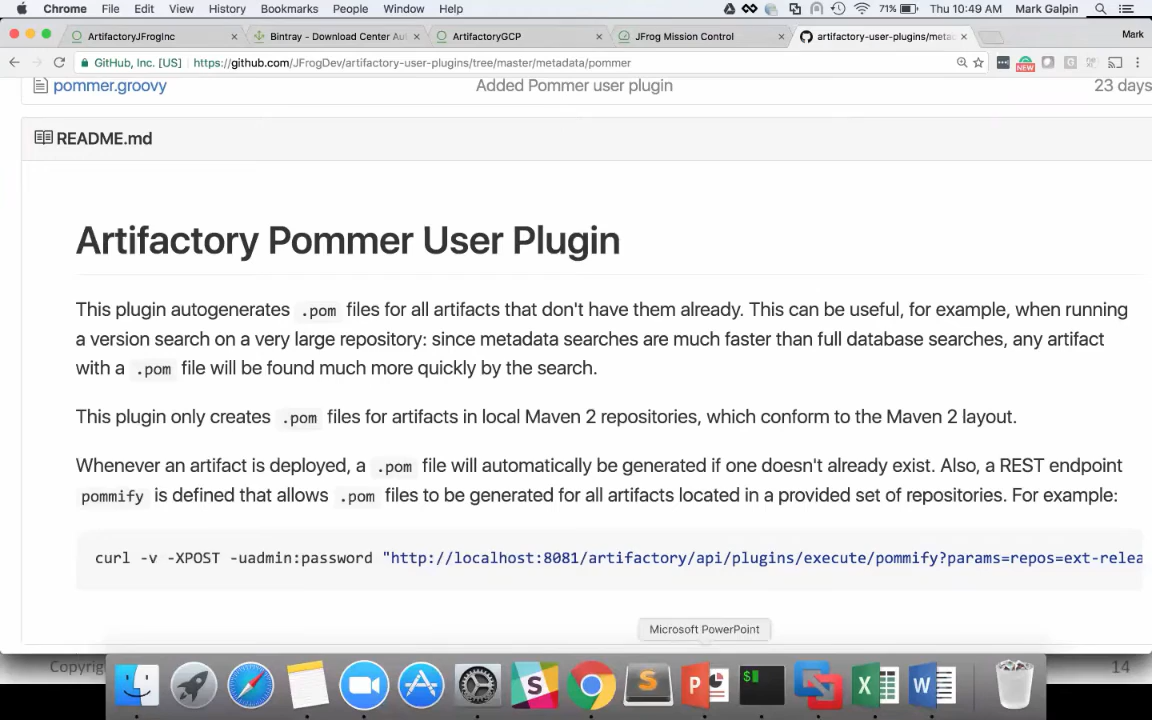 Chrome File Edit View History Bookmarks People Window Help 71% Thu 10:49 AM Mark Galpin
ArtifactoryJFrogInc × Bintray - Download Center Au × ArtifactoryGCP × JFrog Mission Control × artifactory-user-plugins/meta × Mark
GitHub, Inc. [US] https://github.com/JFrogDev/artifactory-user-plugins/tree/master/metadata/pommer NEW
pommer.groovy Added Pommer user plugin 23 days
README.md
Artifactory Pommer User Plugin
This plugin autogenerates .pom files for all artifacts that don't have them already. This can be useful, for example, when running
a version search on a very large repository: since metadata searches are much faster than full database searches, any artifact
with a .pom file will be found much more quickly by the search.
This plugin only creates .pom files for artifacts in local Maven 2 repositories, which conform to the Maven 2 layout.
Whenever an artifact is deployed, a .pom file will automatically be generated if one doesn't already exist. Also, a REST endpoint
pommify is defined that allows .pom files to be generated for all artifacts located in a provided set of repositories. For example:
curl -v -XPOST -uadmin:password "http://localhost:8081/artifactory/api/plugins/execute/pommify?params=repos=ext-relea
Microsoft PowerPoint
Copyrig 14